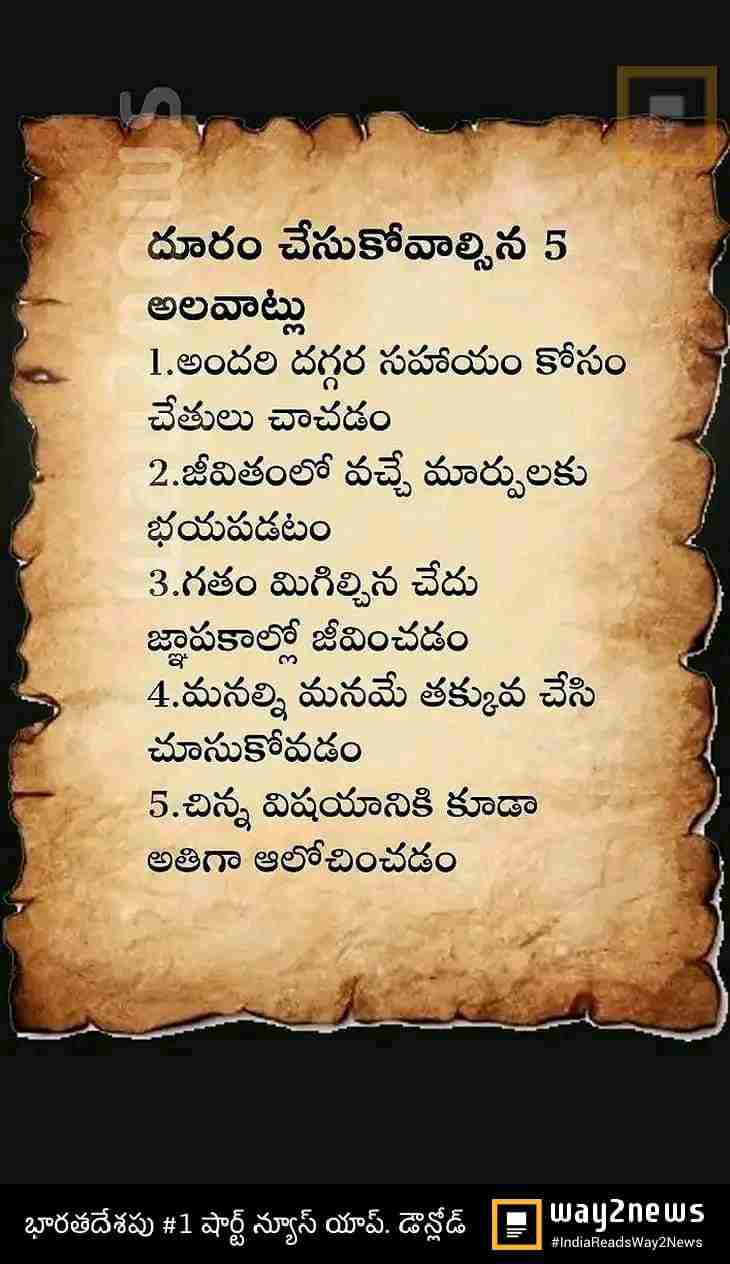 దూరం చేసుకోవాల్సిన 5
అలవాట్లు
1.అందరి దగ్గర సహాయం కోసం
చేతులు చాచడం
2.జీవితంలో వచ్చే మార్పులకు
భయపడటం
3.గతం మిగిల్చిన చేదు
జ్ఞాపకాల్లో జీవించడం
4.మనల్ని మనమే తక్కువ చేసి
చూసుకోవడం
5.చిన్న విషయానికి కూడా
అతిగా ఆలోచించడం
భారతదేశపు #1 షార్ట్ న్యూస్ యాప్. డౌన్లోడ్
way2news
#IndiaReadsWay2News